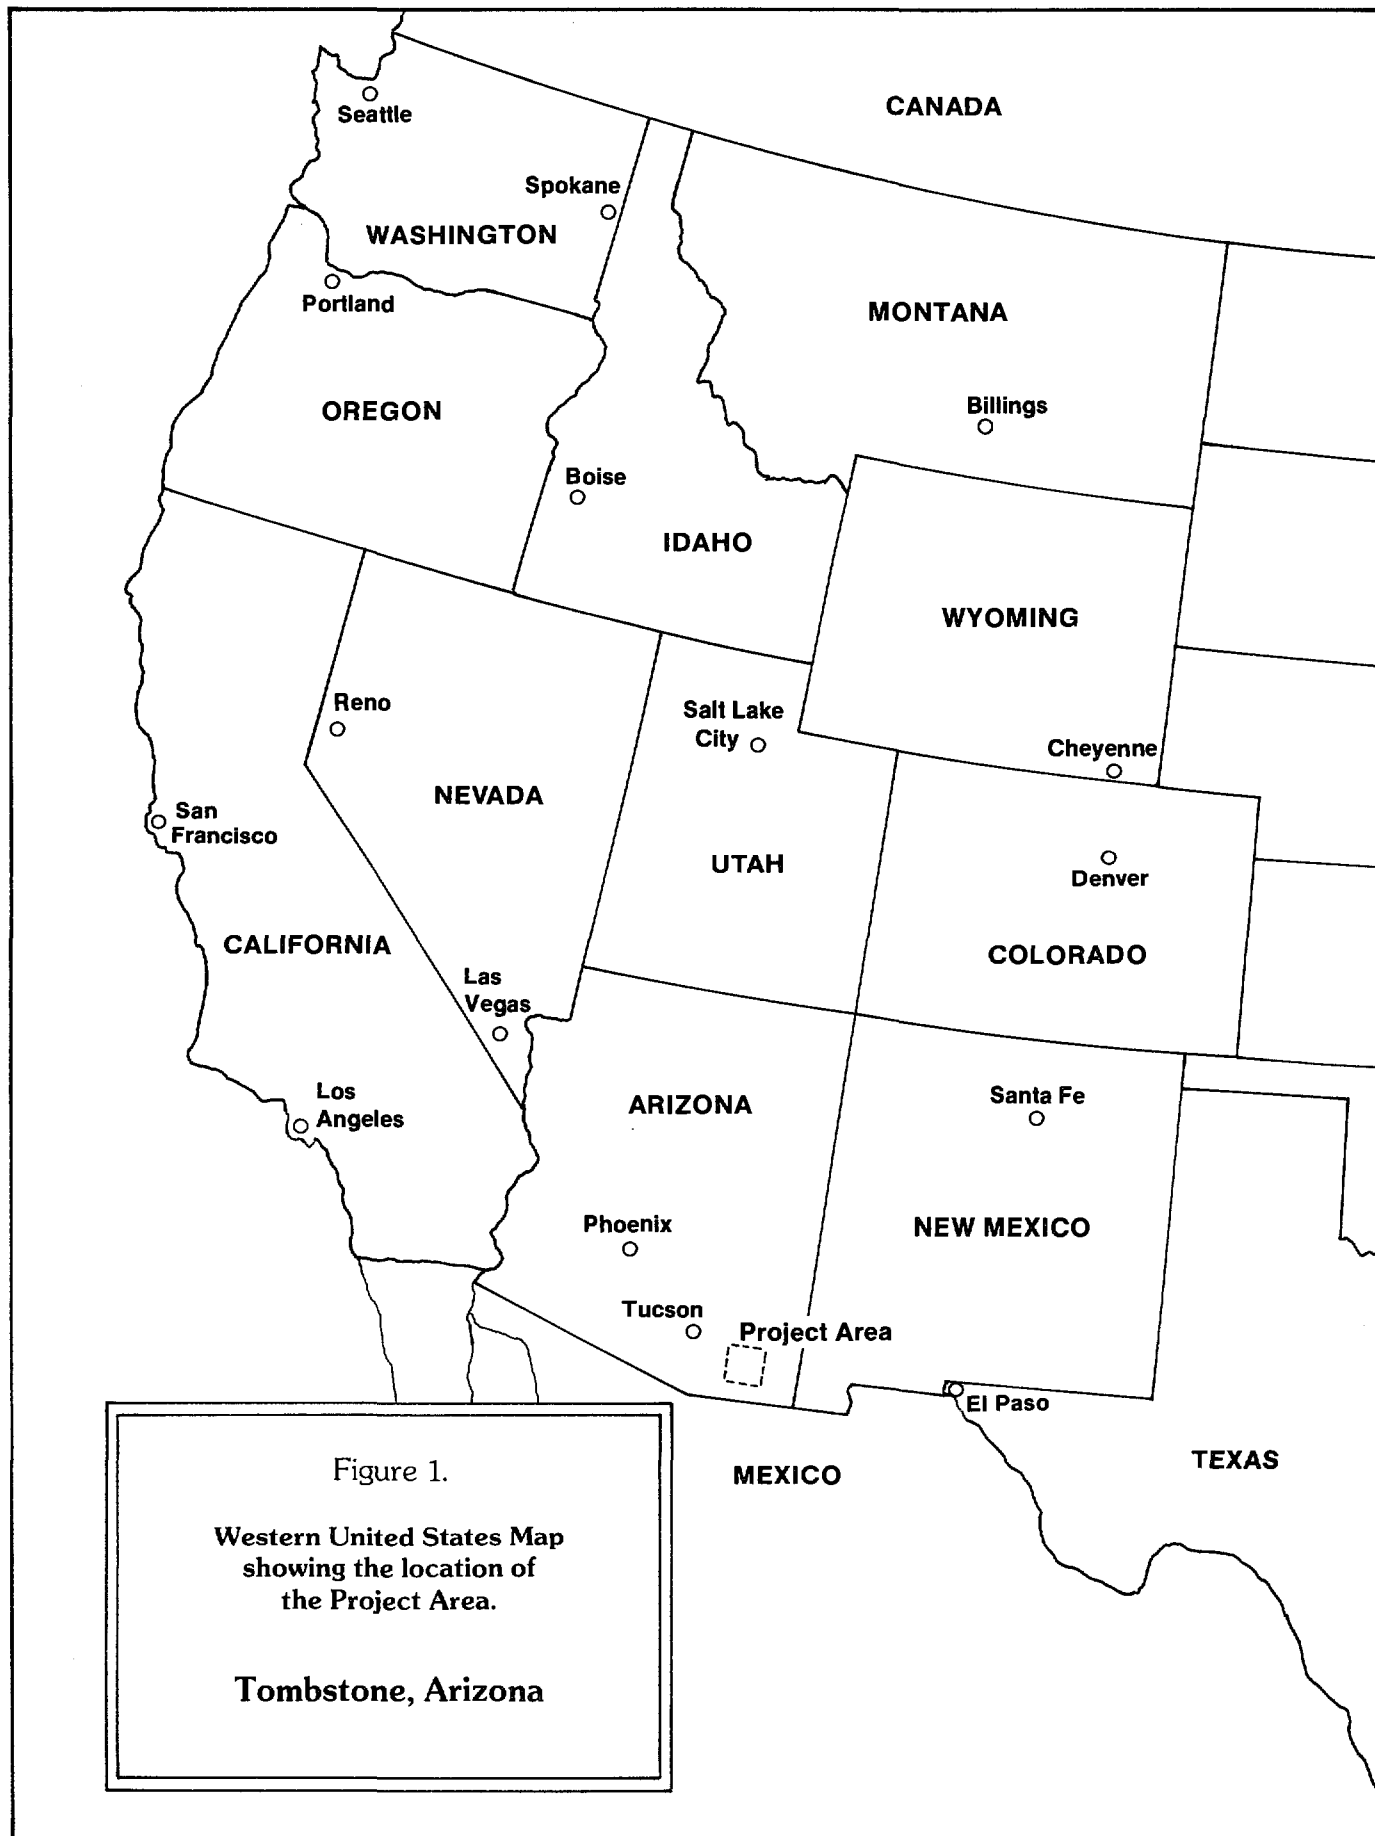 CANADA
Seattle
Spokane
WASHINGTON
Portland
MONTANA
OREGON
Billings
Boise
IDAHO
WYOMING
Reno
Salt Lake
City
Cheyenne
NEVADA
San
Francisco
UTAH
Denver
CALIFORNIA
COLORADO
Las
Vegas
Los
Angeles
ARIZONA
Santa Fe
Phoenix
NEW MEXICO
Tucson
Project Area
El Paso
MEXICO
TEXAS
Figure 1.
Western United States Map
showing the location of
the Project Area.
Tombstone, Arizona